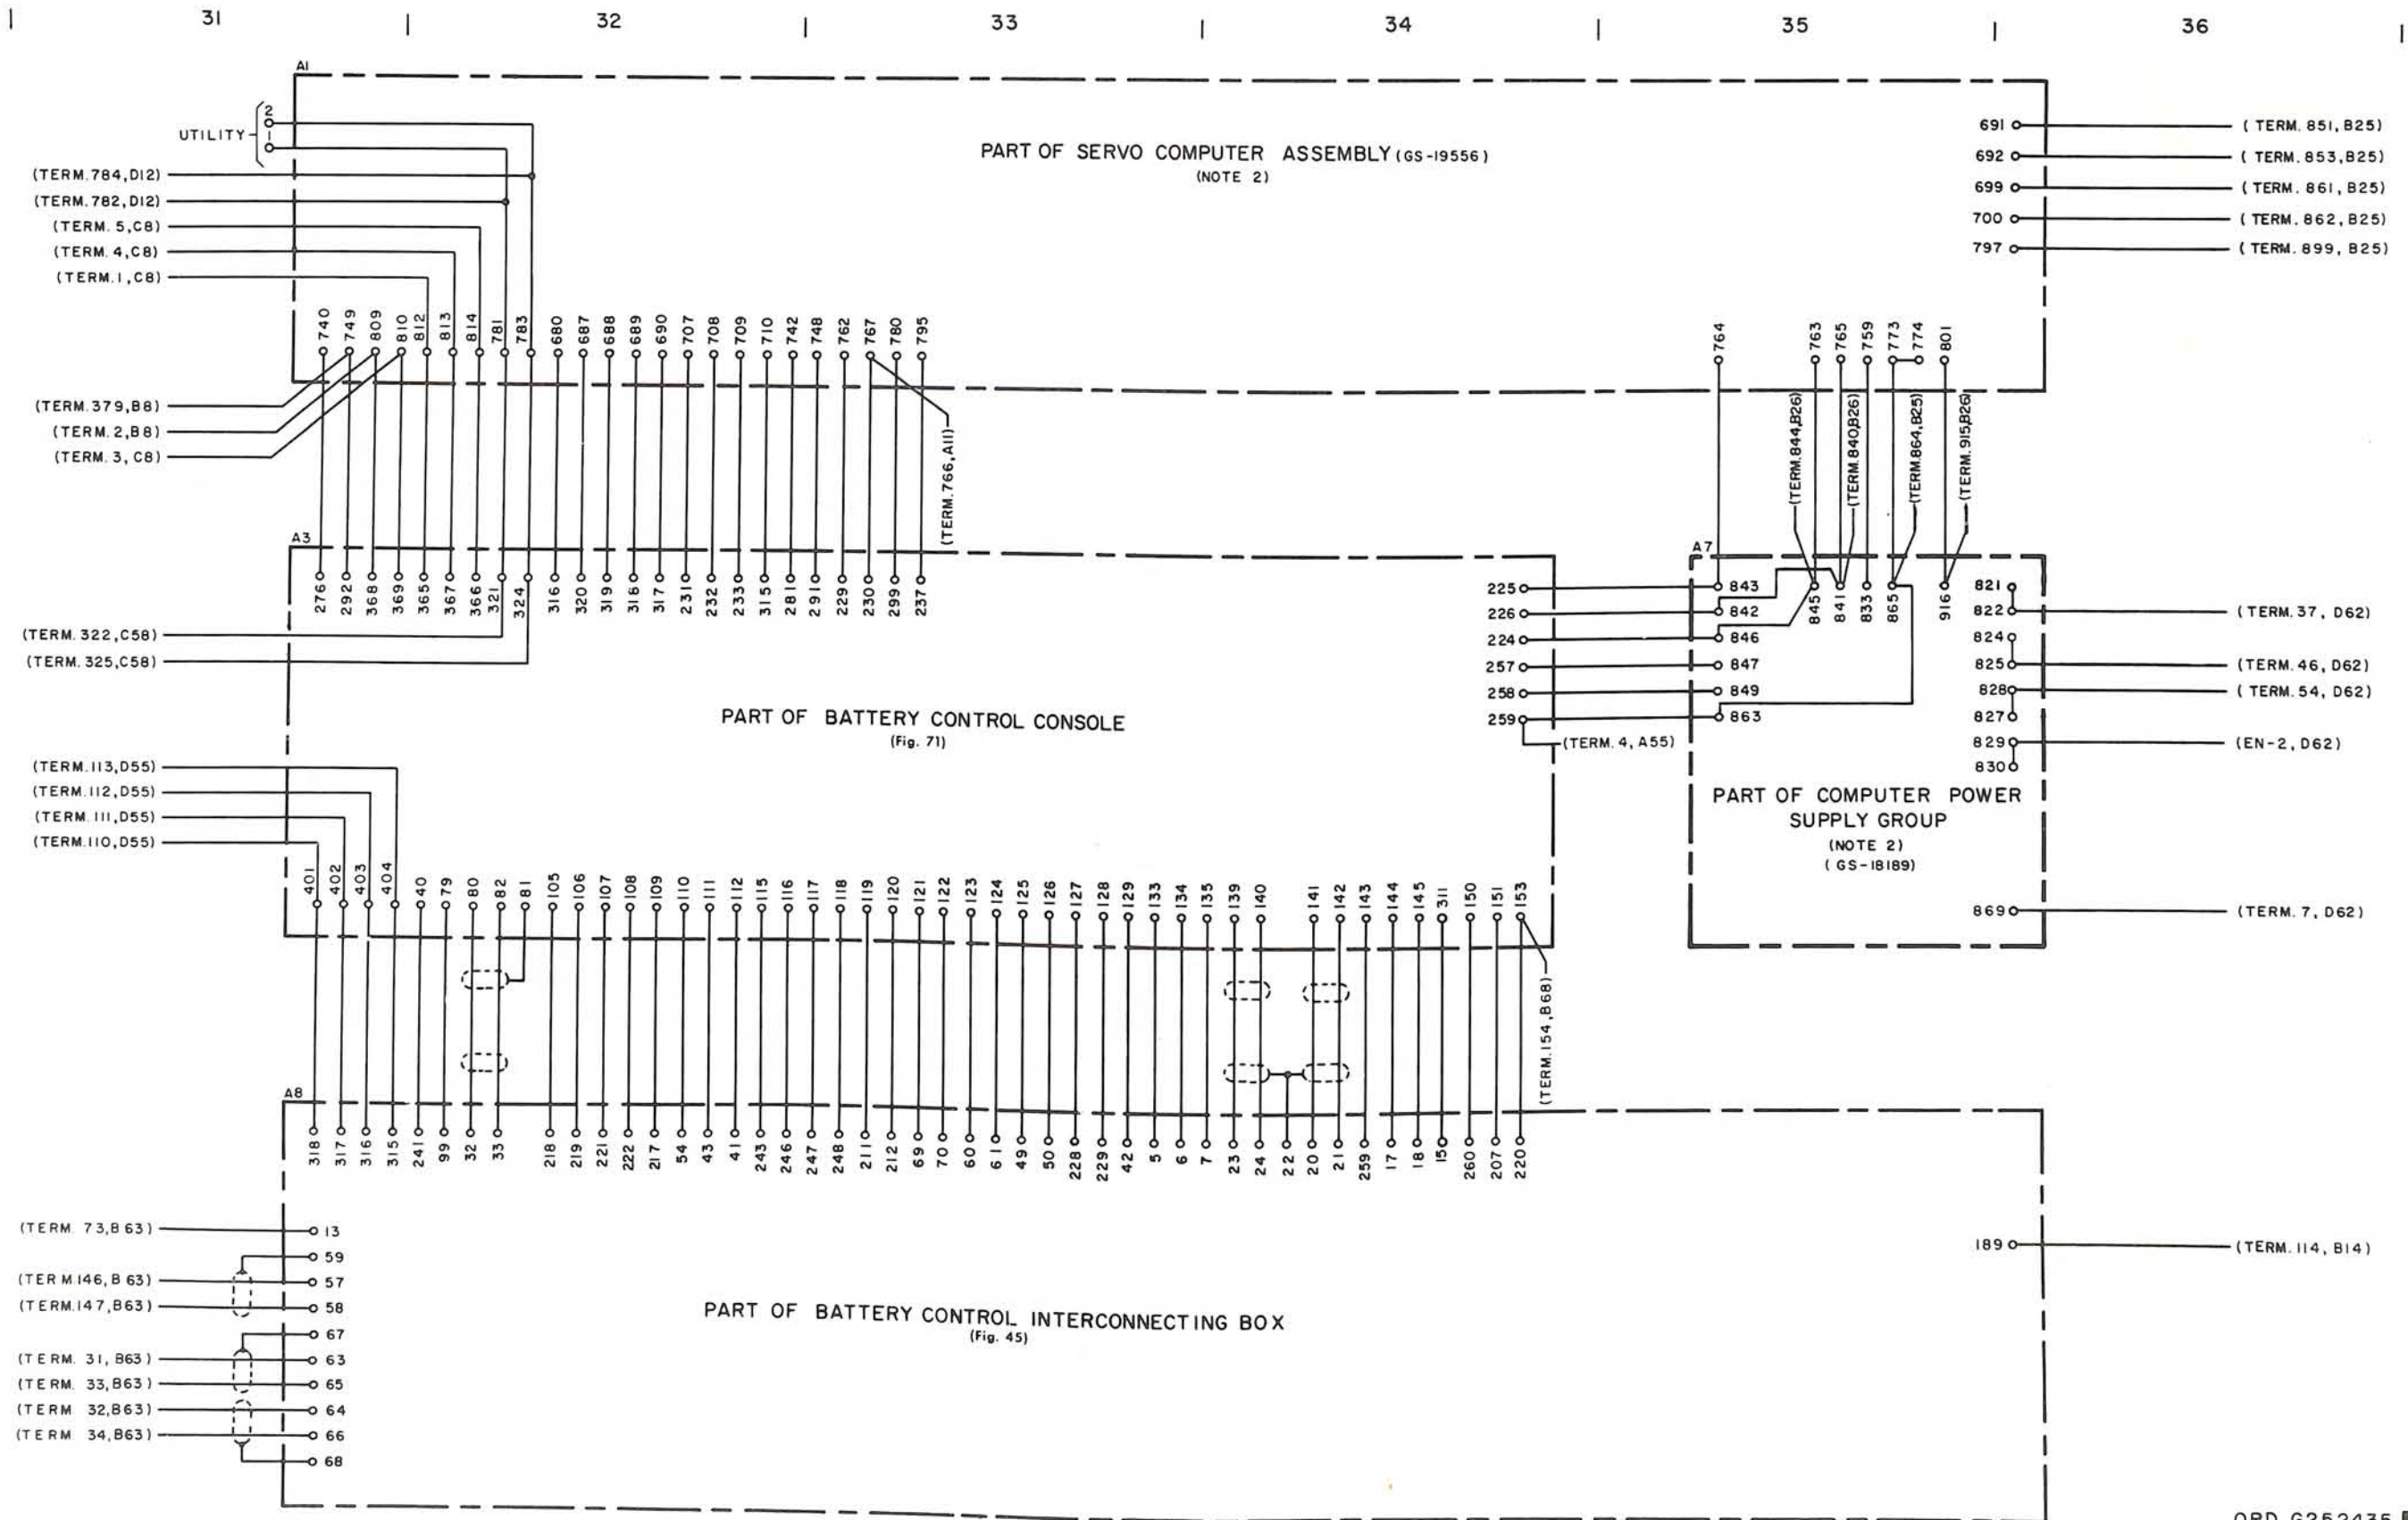 31 32 33 34 35 36
A1
UTILITY 2 1
PART OF SERVO COMPUTER ASSEMBLY (GS-19556)
(NOTE 2)
(TERM. 784, D12)
(TERM. 782, D12)
(TERM. 5, C8)
(TERM. 4, C8)
(TERM. 1, C8)
691 (TERM. 851, B25)
692 (TERM. 853, B25)
699 (TERM. 861, B25)
700 (TERM. 862, B25)
797 (TERM. 899, B25)
740 749 809 810 812 813 814 781 783 680 687 688 689 690 707 708 709 710 742 748 762 767 780 795
764 763 765 759 773 774 801
(TERM. 379, B8)
(TERM. 2, B8)
(TERM. 3, C8)
(TERM. 766, A11)
(TERM. 844, B26)
(TERM. 840, B26)
(TERM. 864, B25)
(TERM. 915, B26)
A3
276 292 368 369 365 367 366 321 324 316 320 319 318 317 231 232 233 315 281 291 229 230 299 237
(TERM. 322, C58)
(TERM. 325, C58)
PART OF BATTERY CONTROL CONSOLE
(Fig. 71)
225
226
224
257
258
259
(TERM. 4, A55)
A7
843
842
846
847
849
863
845 841 833 865 916
821
822 (TERM. 37, D62)
824
825 (TERM. 46, D62)
828 (TERM. 54, D62)
827
829 (EN-2, D62)
830
PART OF COMPUTER POWER
SUPPLY GROUP
(NOTE 2)
(GS-18189)
869 (TERM. 7, D62)
(TERM. 113, D55)
(TERM. 112, D55)
(TERM. 111, D55)
(TERM. 110, D55)
401 402 403 404 40 79 80 82 81 105 106 107 108 109 110 111 112 115 116 117 118 119 120 121 122 123 124 125 126 127 128 129 133 134 135 139 140 141 142 143 144 145 311 150 151 153
(TERM. 154, B68)
A8
318 317 316 315 241 99 32 33 218 219 221 222 217 54 43 41 243 246 247 248 211 212 69 70 60 61 49 50 228 229 42 5 6 7 23 24 22 20 21 259 17 18 150 260 207 220
(TERM. 73, B63) 13
59
(TERM. 146, B63) 57
(TERM. 147, B63) 58
67
(TERM. 31, B63) 63
(TERM. 33, B63) 65
(TERM 32, B63) 64
(TERM 34, B63) 66
68
PART OF BATTERY CONTROL INTERCONNECTING BOX
(Fig. 45)
189 (TERM. 114, B14)